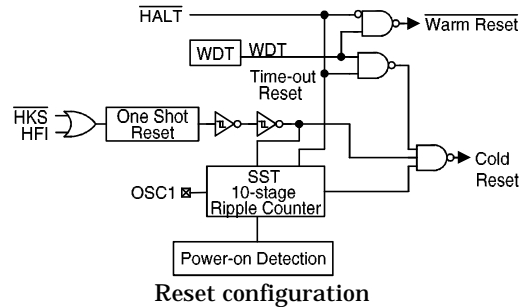 HALT
Warm Reset
WDT
WDT
Time-out
Reset
HKS
HFI
One Shot
Reset
Cold
Reset
OSC1
SST
10-stage
Ripple Counter
Power-on Detection
Reset configuration